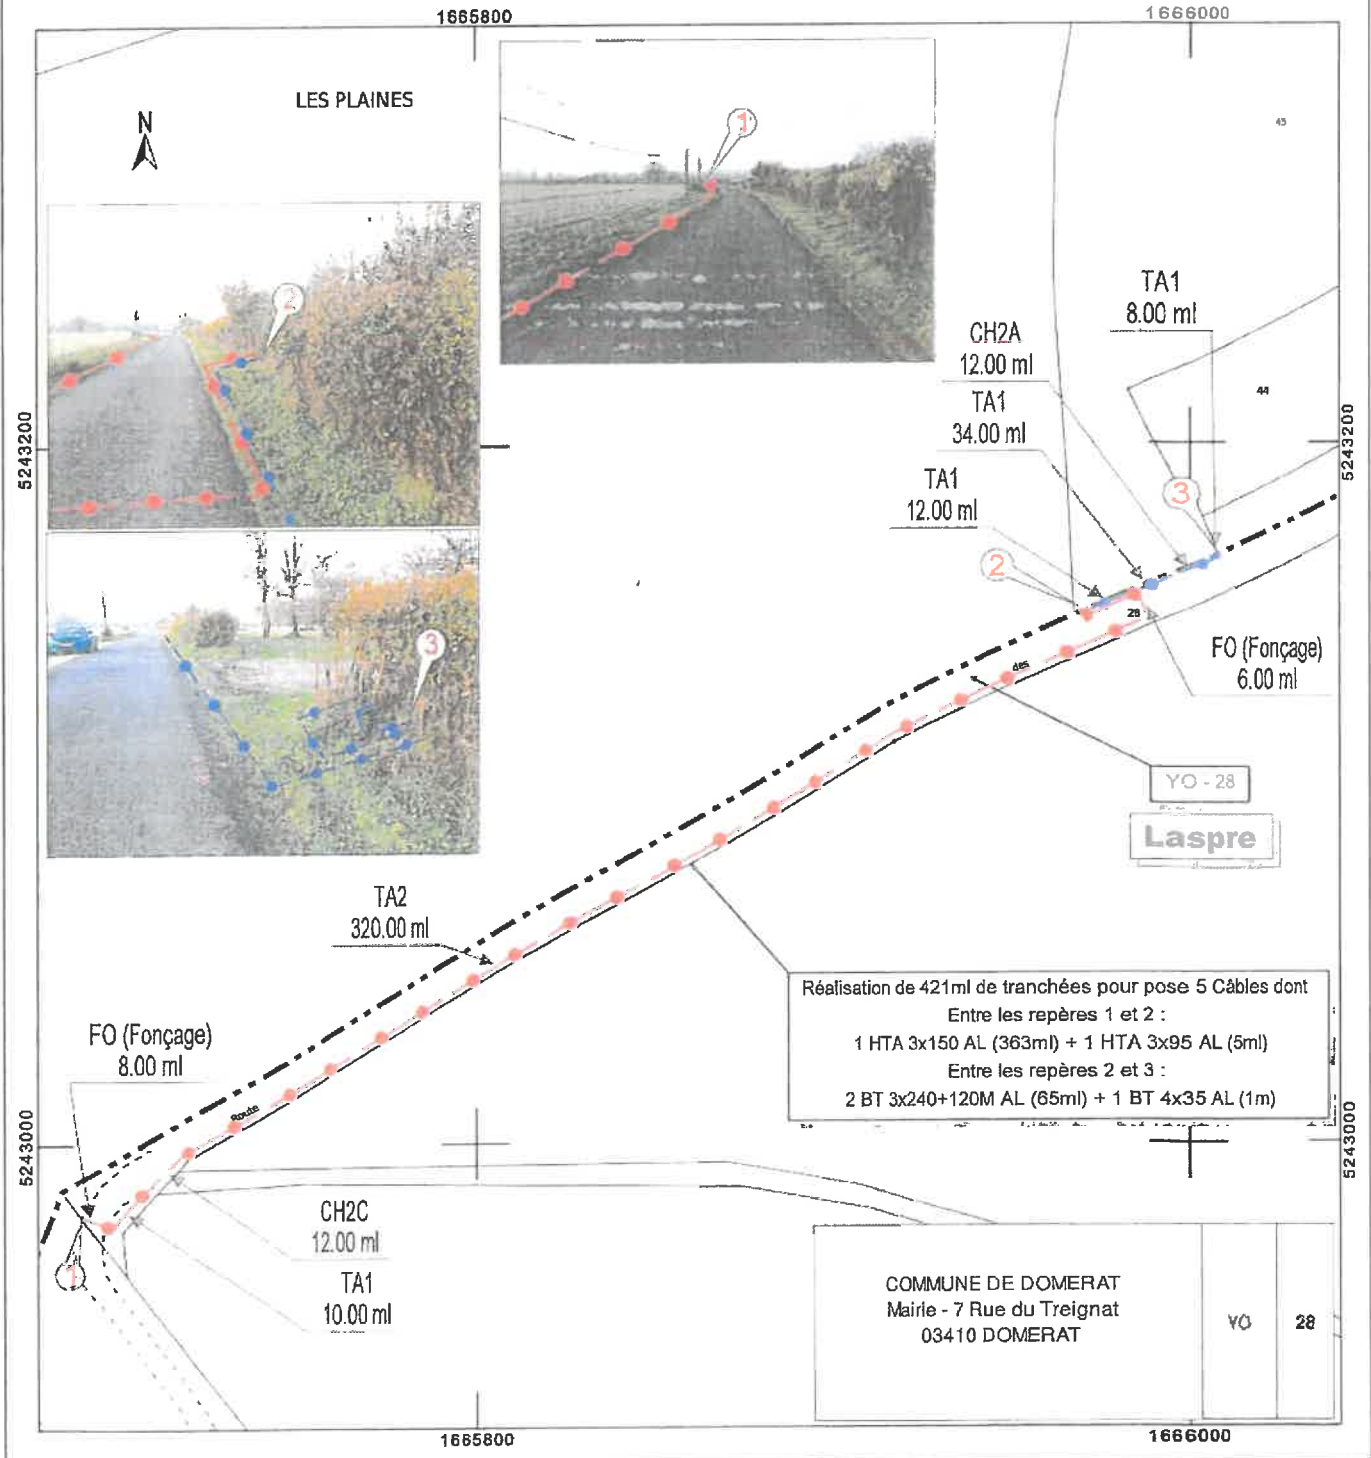 1665800
1666000
LES PLAINES
N
1
45
2
TA1
8.00 ml
CH2A
12.00 ml
44
TA1
34.00 ml
5243200
5243200
TA1
12.00 ml
3
2
3
28
FO (Fonçage)
6.00 ml
des
YO - 28
Laspre
TA2
320.00 ml
Réalisation de 421ml de tranchées pour pose 5 Câbles dont
Entre les repères 1 et 2 :
1 HTA 3x150 AL (363ml) + 1 HTA 3x95 AL (5ml)
Entre les repères 2 et 3 :
2 BT 3x240+120M AL (65ml) + 1 BT 4x35 AL (1m)
FO (Fonçage)
8.00 ml
Route
5243000
5243000
CH2C
12.00 ml
1
TA1
10.00 ml
COMMUNE DE DOMERAT
Mairie - 7 Rue du Treignat
03410 DOMERAT
YO
28
1665800
1666000